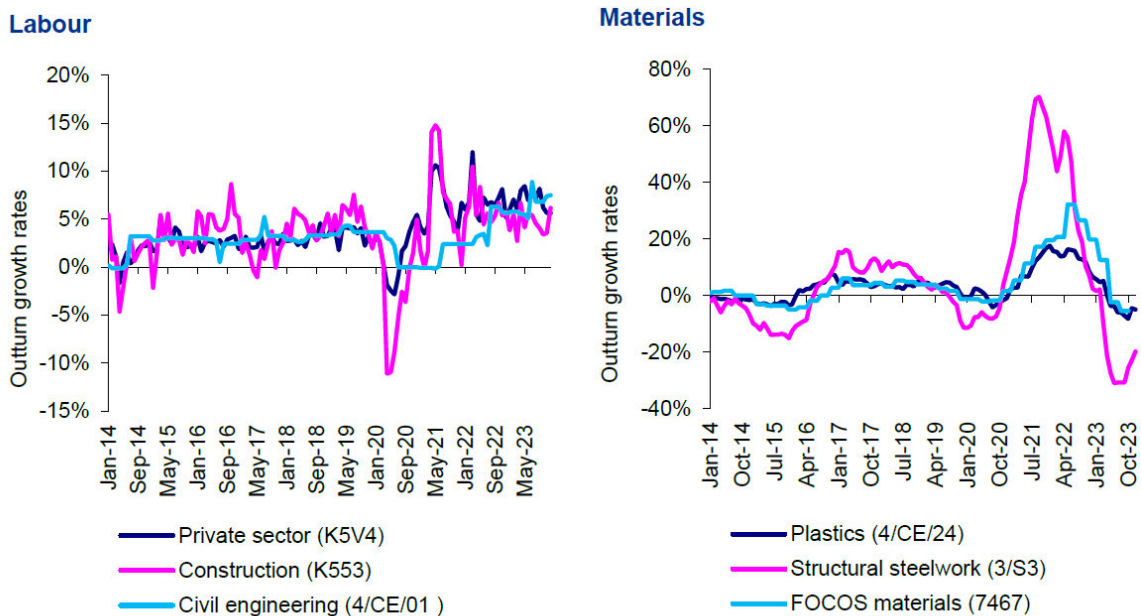 Labour
20%
15%
10%
5%
0%
-5%
-10%
-15%
Outturn growth rates
Jan-14
Sep-14
May-15
Jan-16
Sep-16
May-17
Jan-18
Sep-18
May-19
Jan-20
Sep-20
May-21
Jan-22
Sep-22
May-23
Private sector (K5V4)
Construction (K553)
Civil engineering (4/CE/01 )
Materials
80%
60%
40%
20%
0%
-20%
-40%
Outturn growth rates
Jan-14
Oct-14
Jul-15
Apr-16
Jan-17
Oct-17
Jul-18
Apr-19
Jan-20
Oct-20
Jul-21
Apr-22
Jan-23
Oct-23
Plastics (4/CE/24)
Structural steelwork (3/S3)
FOCOS materials (7467)